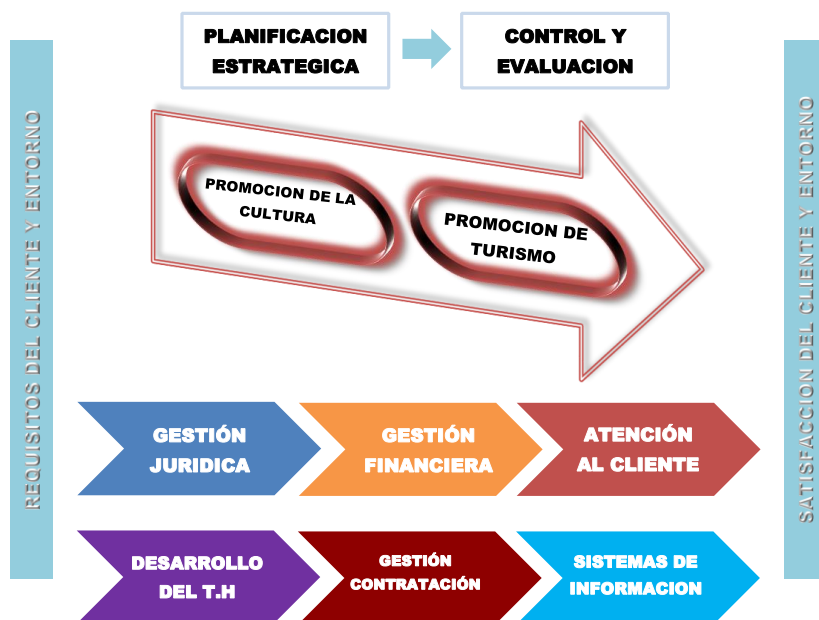 PLANIFICACION
ESTRATEGICA
CONTROL Y
EVALUACION
REQUISITOS DEL CLIENTE Y ENTORNO
PROMOCION DE LA
CULTURA
PROMOCION DE
TURISMO
SATISFACCION DEL CLIENTE Y ENTORNO
GESTIÓN
JURIDICA
GESTIÓN
FINANCIERA
ATENCIÓN
AL CLIENTE
DESARROLLO
DEL T.H
GESTIÓN
CONTRATACIÓN
SISTEMAS DE
INFORMACION